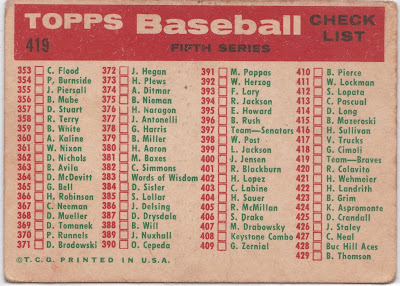 TOPPS Baseball CHECK LIST
419 FIFTH SERIES
353 C. Flood
354 P. Burnside
355 J. Piersall
356 B. Mabe
357 D. Stuart
358 R. Terry
359 B. White
360 A. Kaline
361 W. Nixon
362 D. Nichols
363 B. Avila
364 D. McDevitt
365 G. Bell
366 H. Robinson
367 C. Neeman
368 D. Mueller
369 D. Tomanek
370 P. Runnels
371 D. Brodowski
372 J. Hegan
373 H. Plews
374 A. Ditmar
375 B. Nieman
376 H. Naragon
377 J. Antonelli
378 G. Harris
379 B. Miller
380 H. Aaron
381 M. Baxes
382 C. Simmons
383 Words of Wisdom
384 D. Sisler
385 S. Lollar
386 J. Delsing
387 D. Drysdale
388 B. Will
389 J. Nuxhall
390 O. Cepeda
391 M. Pappas
392 W. Herzog
393 F. Lary
394 R. Jackson
395 E. Howard
396 B. Rush
397 Team—Senators
398 W. Post
399 L. Jackson
400 J. Jensen
401 R. Blackburn
402 H. Lopez
403 C. Labine
404 H. Sauer
405 R. McMillan
406 S. Drake
407 M. Drabowsky
408 Keystone Combo
409 G. Zernial
410 B. Pierce
411 W. Lockman
412 S. Lopata
413 C. Pascual
414 D. Long
415 B. Mazeroski
416 H. Sullivan
417 V. Trucks
418 G. Cimoli
419 Team—Braves
420 R. Colavito
421 H. Wehmeier
422 H. Landrith
423 B. Grim
424 K. Aspromonte
425 D. Crandall
426 J. Staley
427 C. Neal
428 Buc Hill Aces
429 B. Thomson
© T.C.G. PRINTED IN U.S.A.